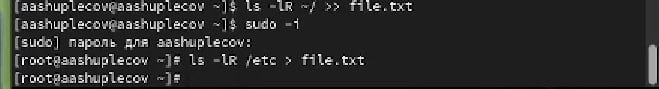 [aashuplecov@aashuplecov ~]$ ls -lR ~/ >> file.txt
[aashuplecov@aashuplecov ~]$ sudo -i
[sudo] пароль для aashuplecov:
[root@aashuplecov ~]# ls -lR /etc > file.txt
[root@aashuplecov ~]#